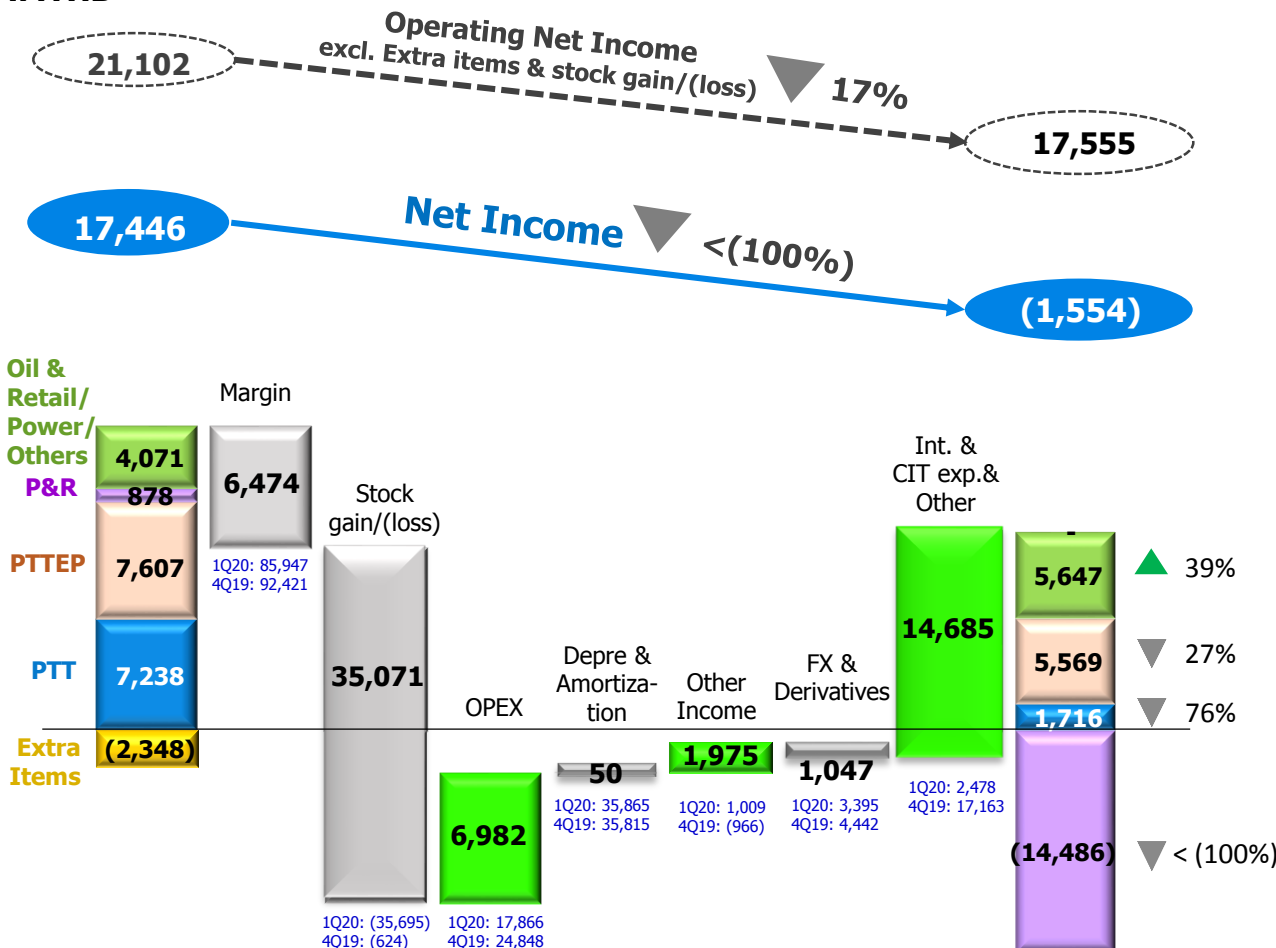 21,102
Operating Net Income
excl. Extra items & stock gain/(loss)
17%
17,555
17,446
Net Income
<(100%)
(1,554)
Oil &
Retail/
Power/
Others
P&R
PTTEP
PTT
Extra
Items
4,071
878
7,607
7,238
(2,348)
Margin
6,474
1Q20: 85,947
4Q19: 92,421
Stock
gain/(loss)
35,071
1Q20: (35,695)
4Q19: (624)
OPEX
6,982
1Q20: 17,866
4Q19: 24,848
Depre &
Amortiza-
tion
50
1Q20: 35,865
4Q19: 35,815
Other
Income
1,975
1Q20: 1,009
4Q19: (966)
FX &
Derivatives
1,047
1Q20: 3,395
4Q19: 4,442
Int. &
CIT exp.&
Other
14,685
1Q20: 2,478
4Q19: 17,163
-
5,647
39%
5,569
27%
1,716
76%
(14,486)
< (100%)